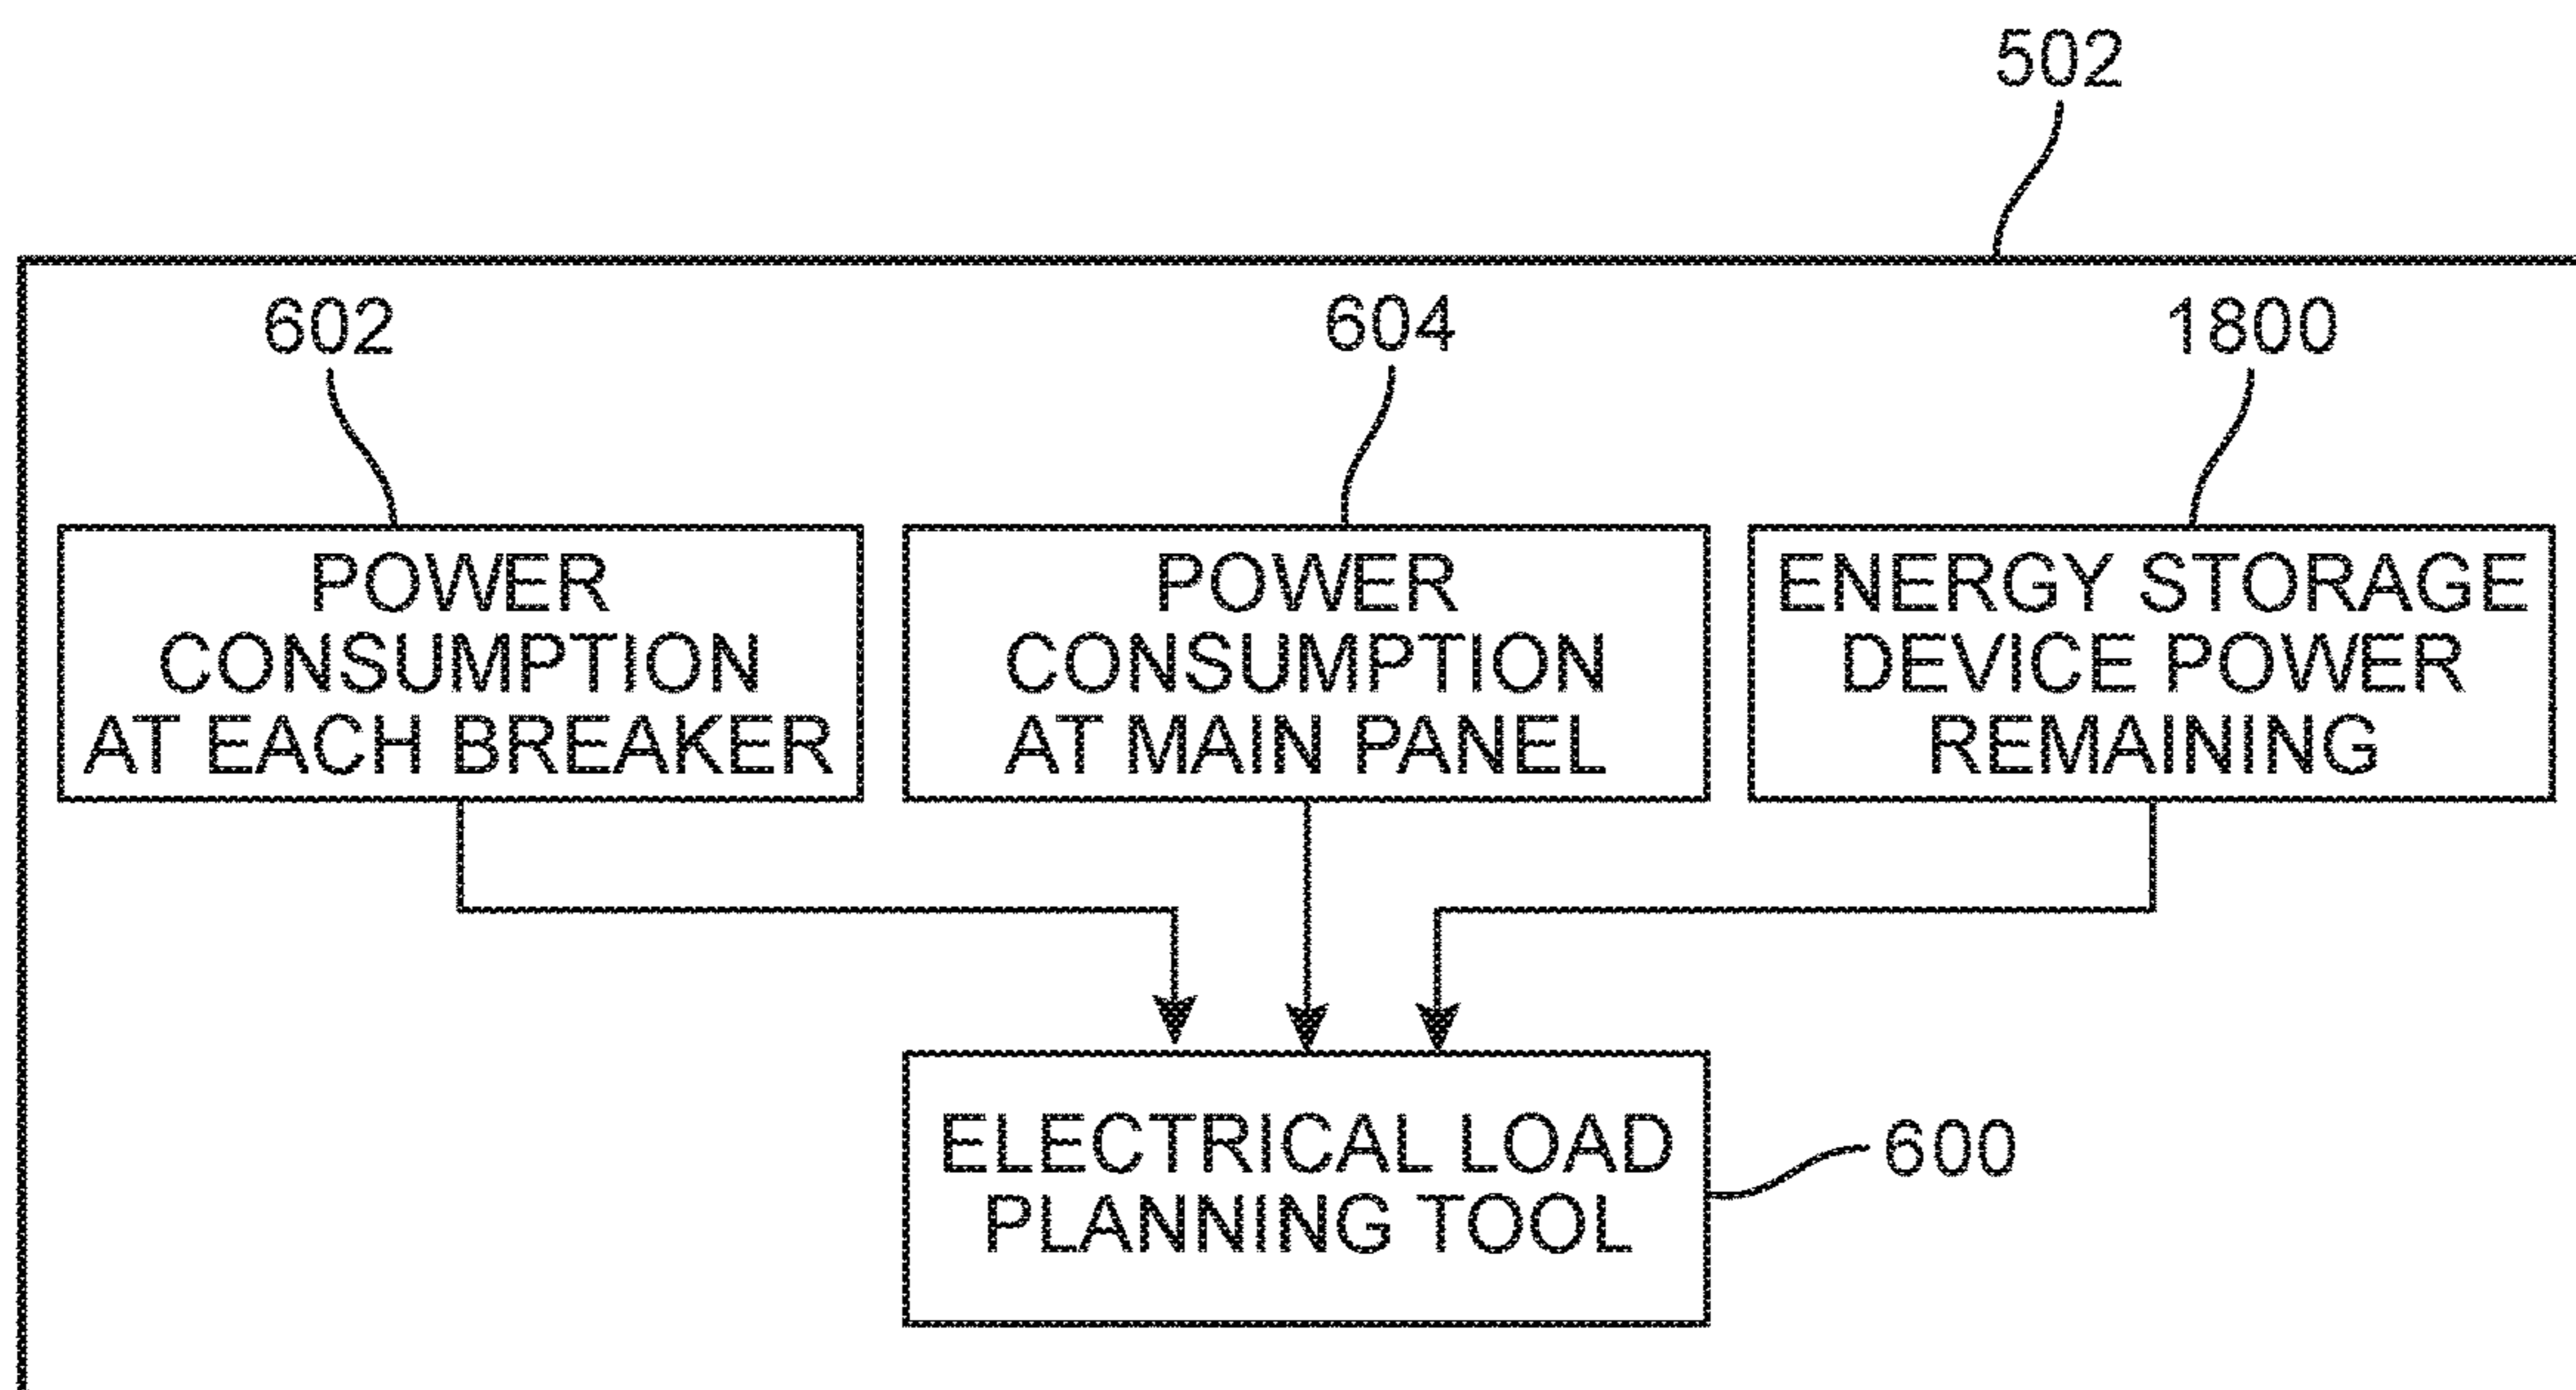 502
602
604
1800
POWER
CONSUMPTION
AT EACH BREAKER
POWER
CONSUMPTION
AT MAIN PANEL
ENERGY STORAGE
DEVICE POWER
REMAINING
ELECTRICAL LOAD
PLANNING TOOL
600